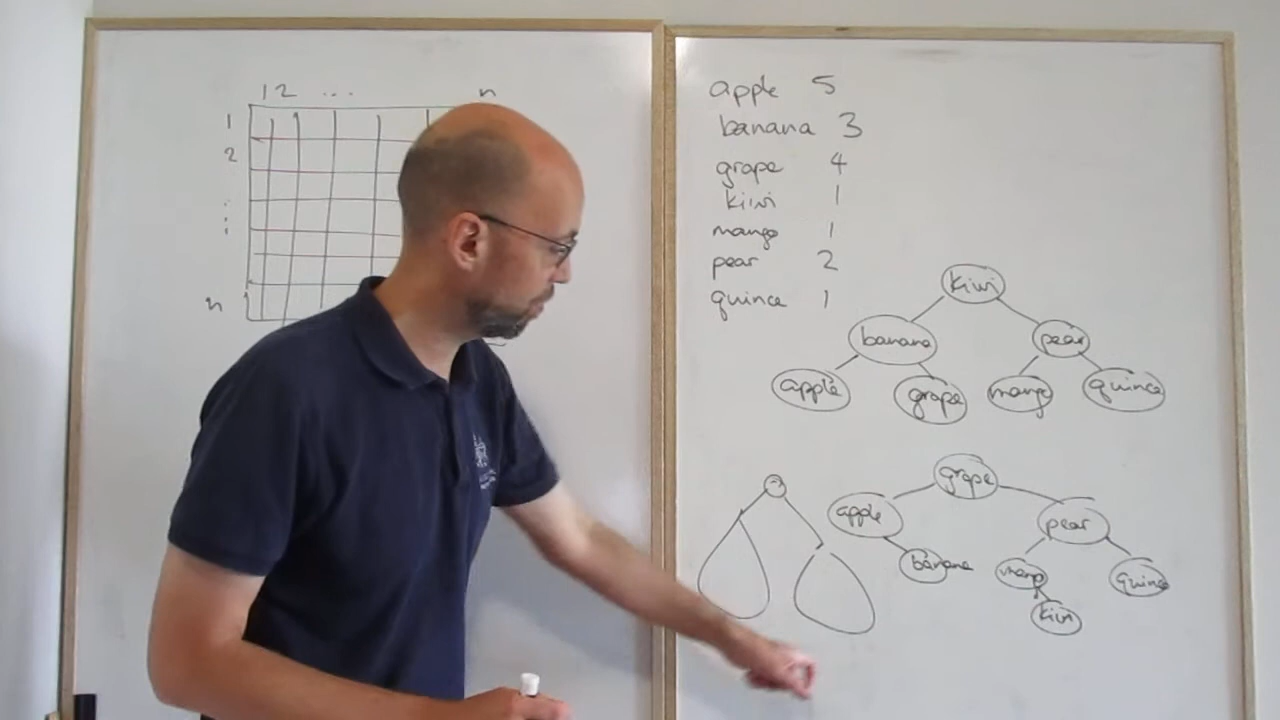 1 2 ... n
1
2
n
apple 5
banana 3
grape 4
kiwi 1
mango 1
pear 2
quince 1
kiwi
banana pear
apple grape mango quince
grape
apple pear
banana mango quince
kiwi